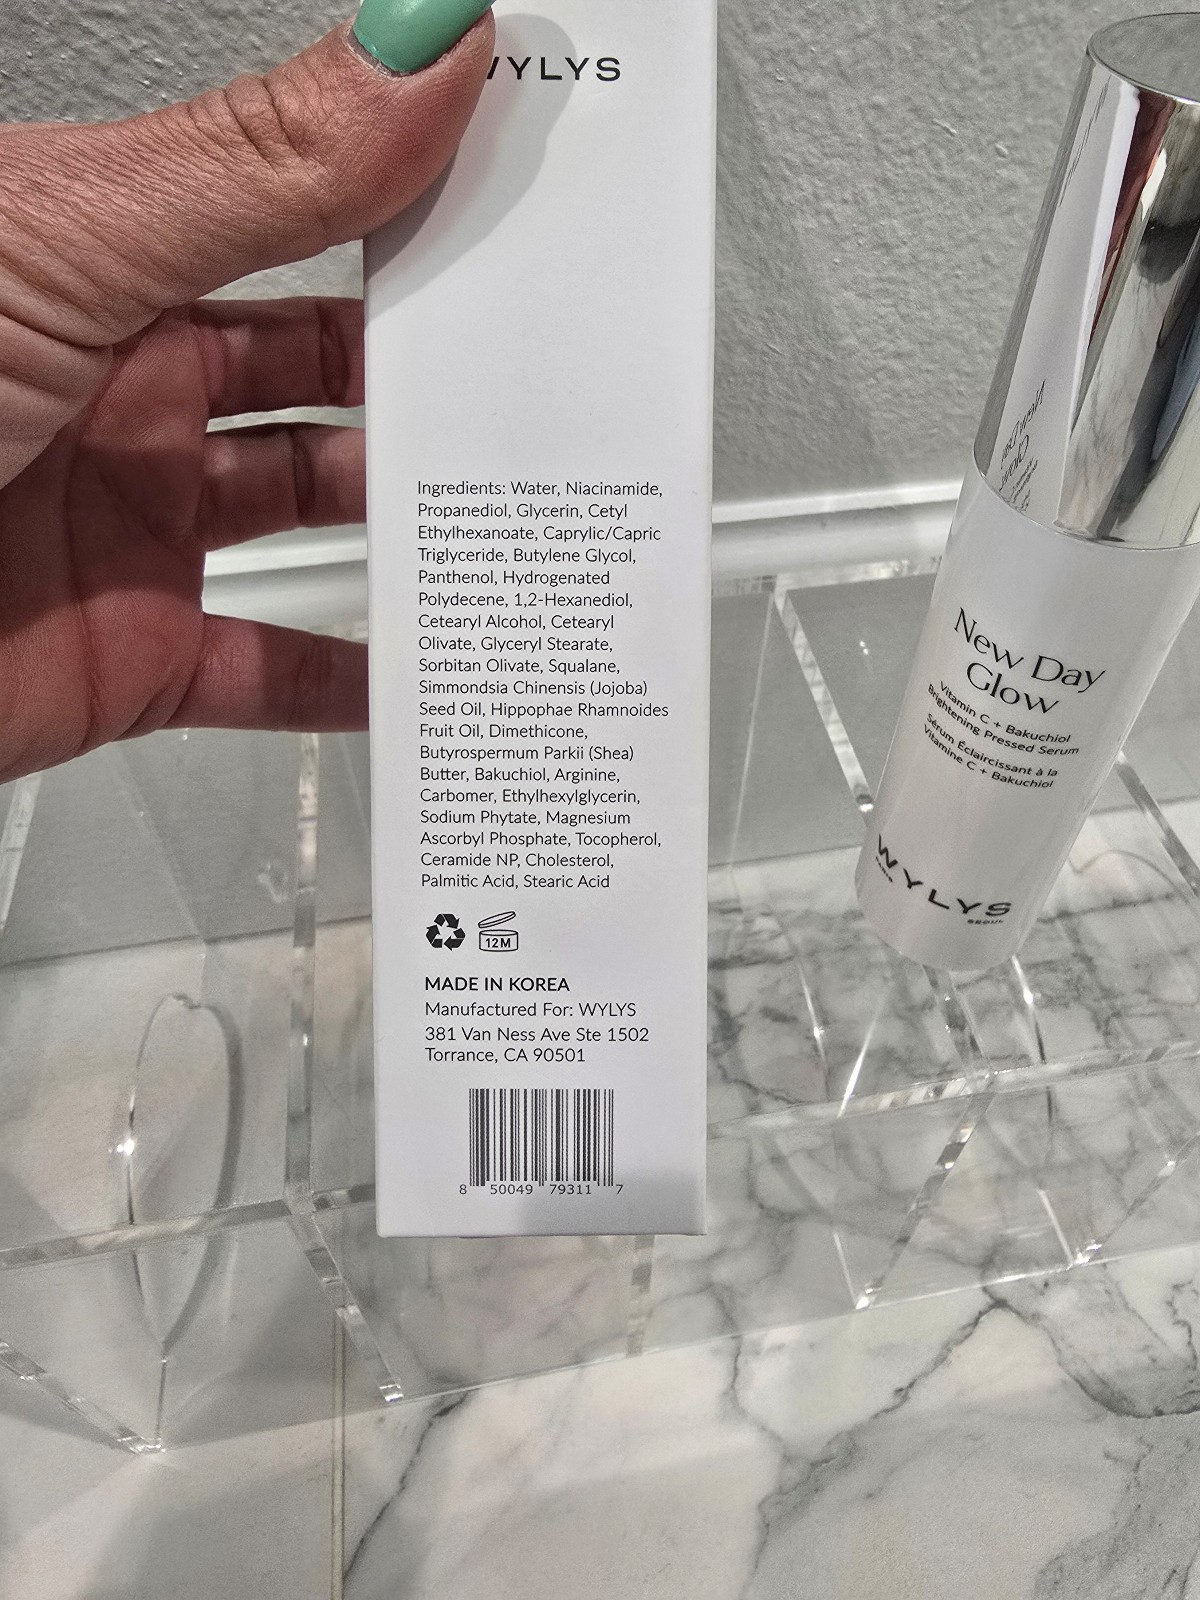 WYLYS
Ingredients: Water, Niacinamide,
Propanediol, Glycerin, Cetyl
Ethylhexanoate, Caprylic/Capric
Triglyceride, Butylene Glycol,
Panthenol, Hydrogenated
Polydecene, 1,2-Hexanediol,
Cetearyl Alcohol, Cetearyl
Olivate, Glyceryl Stearate,
Sorbitan Olivate, Squalane,
Simmondsia Chinensis (Jojoba)
Seed Oil, Hippophae Rhamnoides
Fruit Oil, Dimethicone,
Butyrospermum Parkii (Shea)
Butter, Bakuchiol, Arginine,
Carbomer, Ethylhexylglycerin,
Sodium Phytate, Magnesium
Ascorbyl Phosphate, Tocopherol,
Ceramide NP, Cholesterol,
Palmitic Acid, Stearic Acid
12M
MADE IN KOREA
Manufactured For: WYLYS
381 Van Ness Ave Ste 1502
Torrance, CA 90501
8 50049 79311 7
New Day
Glow
Vitamin C + Bakuchiol
Brightening Pressed Serum
Sérum Éclaircissant à la
Vitamine C + Bakuchiol
WYLYS
PARIS
SEOUL